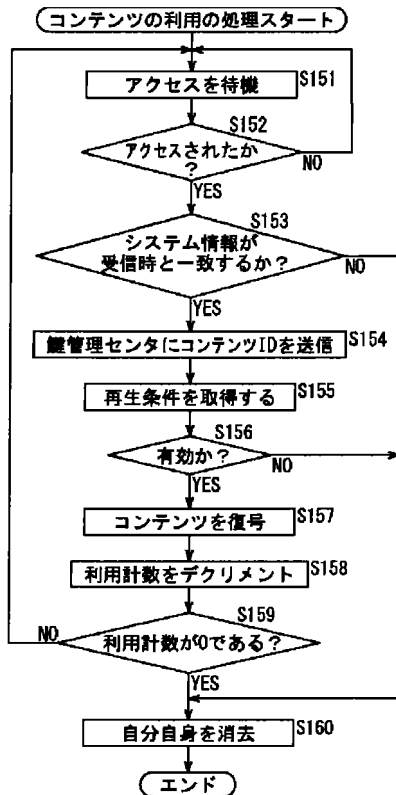 コンテンツの利用の処理スタート
アクセスを待機
S151
S152
アクセスされたか
?
NO
YES
S153
システム情報が
受信時と一致するか?
NO
YES
鍵管理センタにコンテンツIDを送信
S154
再生条件を取得する
S155
S156
有効か?
NO
YES
コンテンツを復号
S157
利用計数をデクリメント
S158
S159
NO
利用計数が0である?
YES
自分自身を消去
S160
エンド